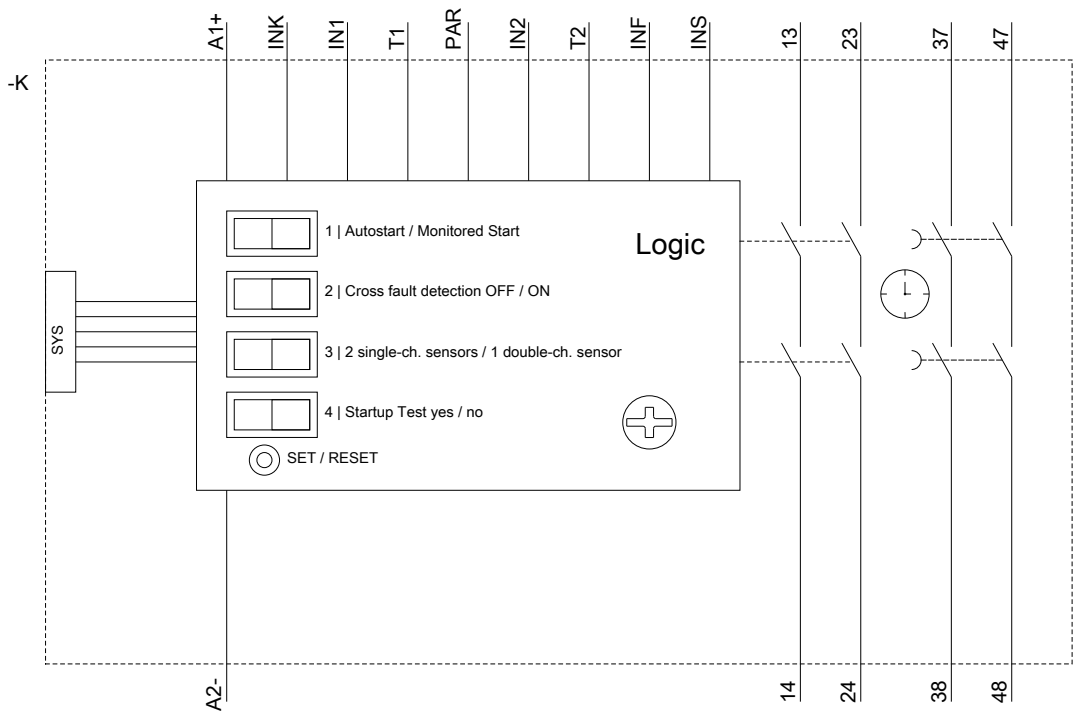 A1+ INK IN1 T1 PAR IN2 T2 INF INS 13 23 37 47
-K
1 | Autostart / Monitored Start
Logic
2 | Cross fault detection OFF / ON
SYS
3 | 2 single-ch. sensors / 1 double-ch. sensor
4 | Startup Test yes / no
SET / RESET
A2- 14 24 38 48